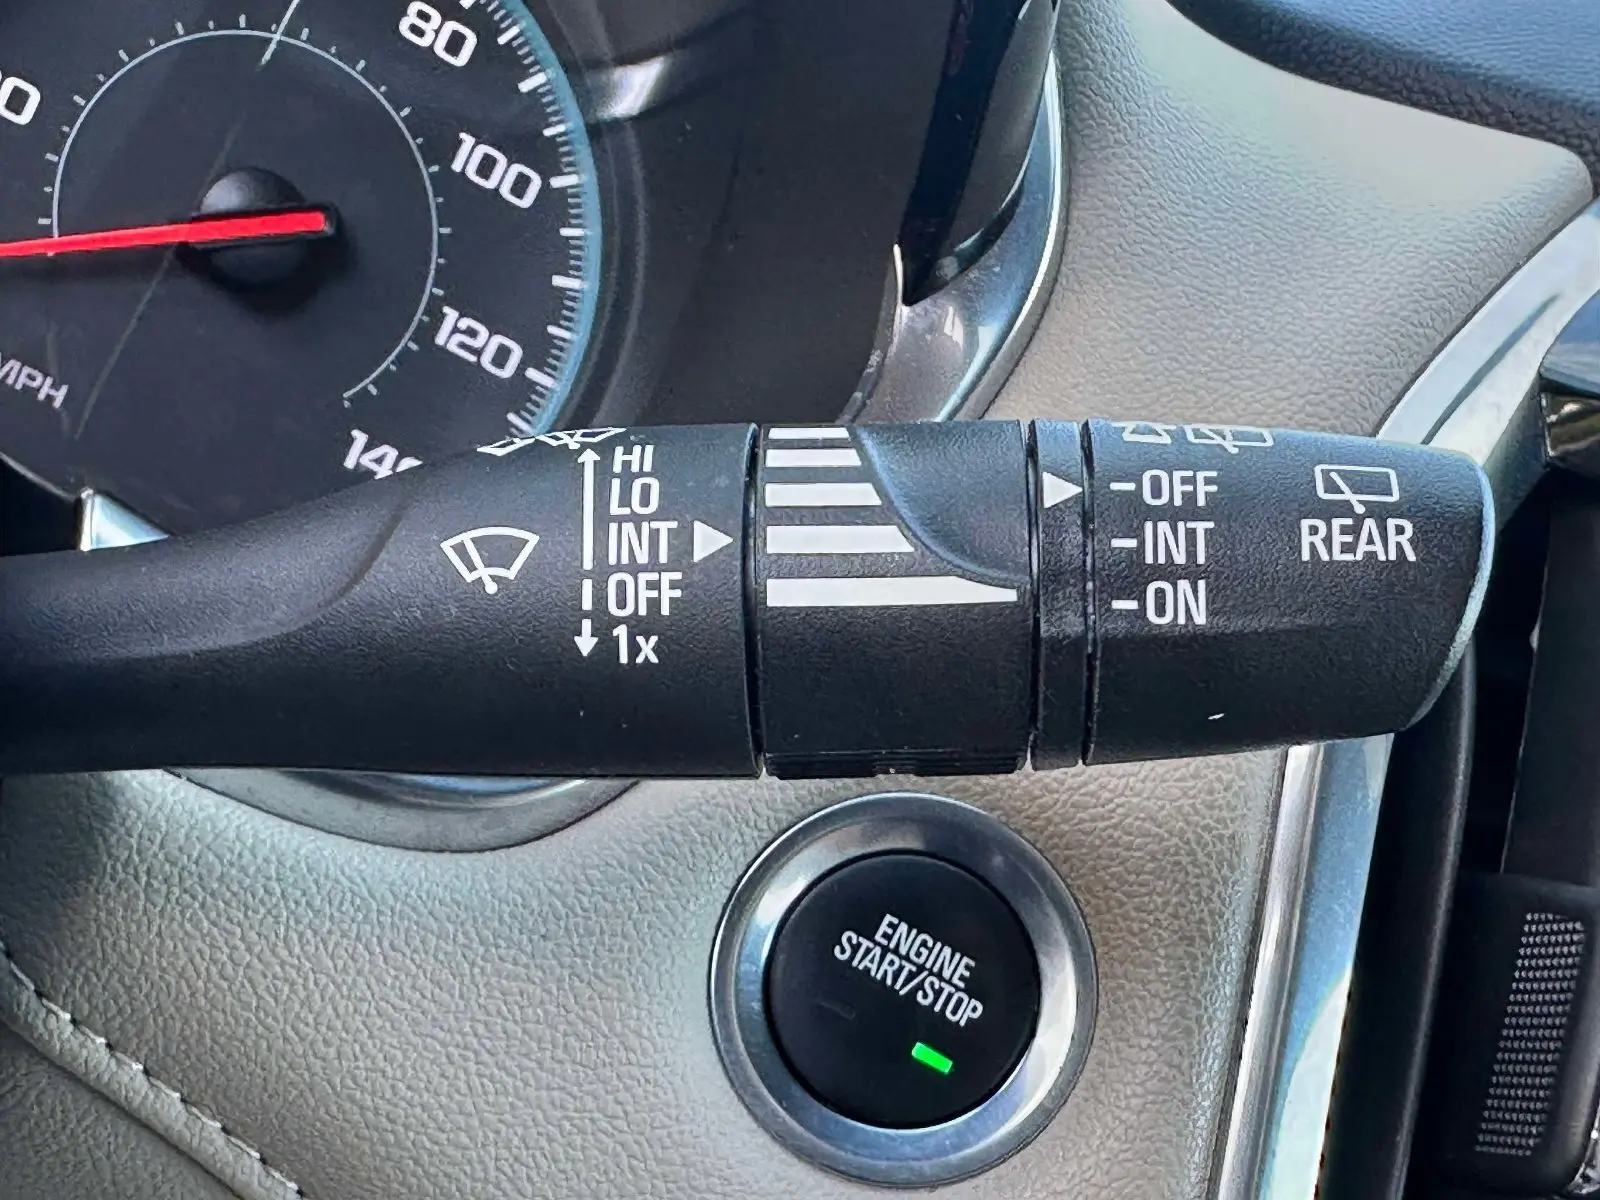 80
100
120
MPH
HI
LO
INT
OFF
1x
-OFF
-INT
-ON
REAR
ENGINE
START/STOP